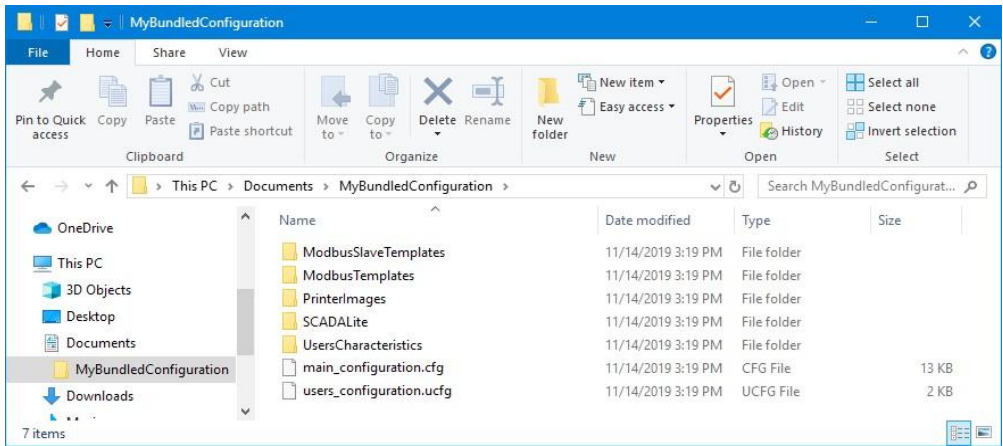 MyBundledConfiguration
File Home Share View
Pin to Quick access
Copy
Paste
Cut
Copy path
Paste shortcut
Clipboard
Move to
Copy to
Delete
Rename
Organize
New folder
New item
Easy access
New
Properties
Open
Edit
History
Open
Select all
Select none
Invert selection
Select
This PC > Documents > MyBundledConfiguration >
Search MyBundledConfigurat...
OneDrive
This PC
3D Objects
Desktop
Documents
MyBundledConfiguration
Downloads
Name Date modified Type Size
ModbusSlaveTemplates 11/14/2019 3:19 PM File folder
ModbusTemplates 11/14/2019 3:19 PM File folder
PrinterImages 11/14/2019 3:19 PM File folder
SCADALite 11/14/2019 3:19 PM File folder
UsersCharacteristics 11/14/2019 3:19 PM File folder
main_configuration.cfg 11/14/2019 3:19 PM CFG File 13 KB
users_configuration.ucfg 11/14/2019 3:19 PM UCFG File 2 KB
7 items